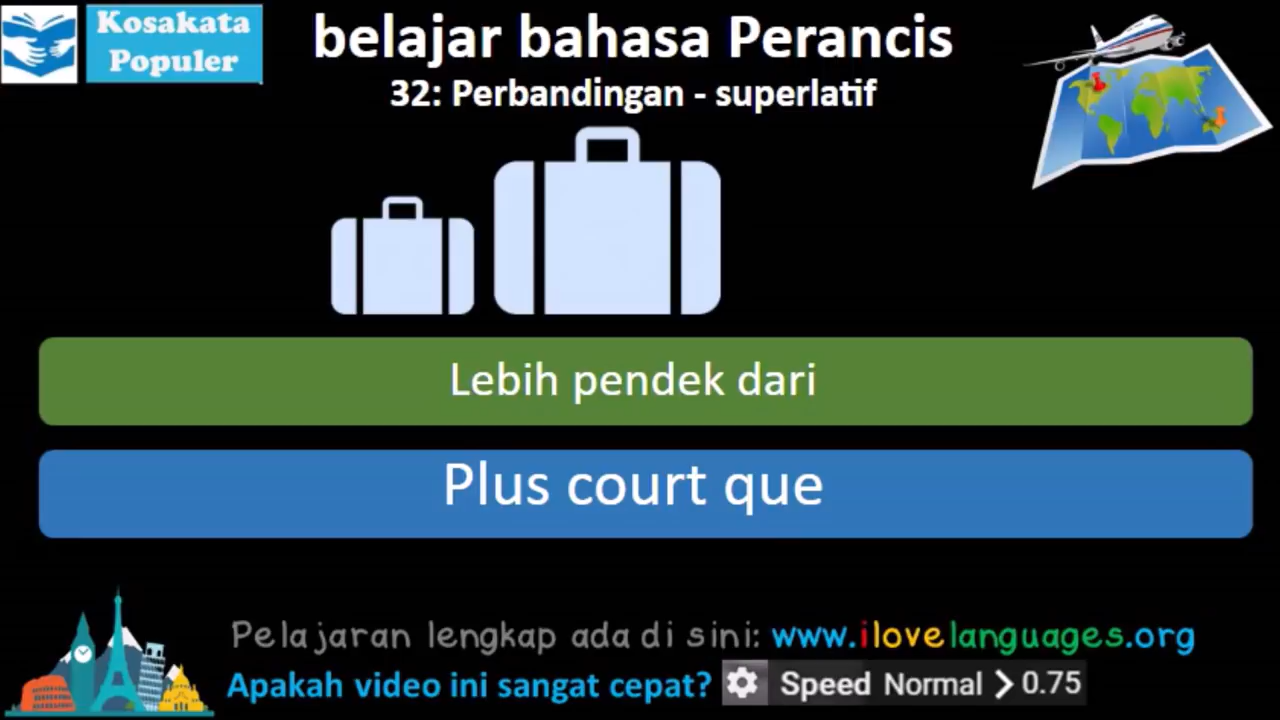 Kosakata
Populer
belajar bahasa Perancis
32: Perbandingan - superlatif
Lebih pendek dari
Plus court que
Pelajaran lengkap ada di sini: www.ilovelanguages.org
Apakah video ini sangat cepat? Speed Normal > 0.75